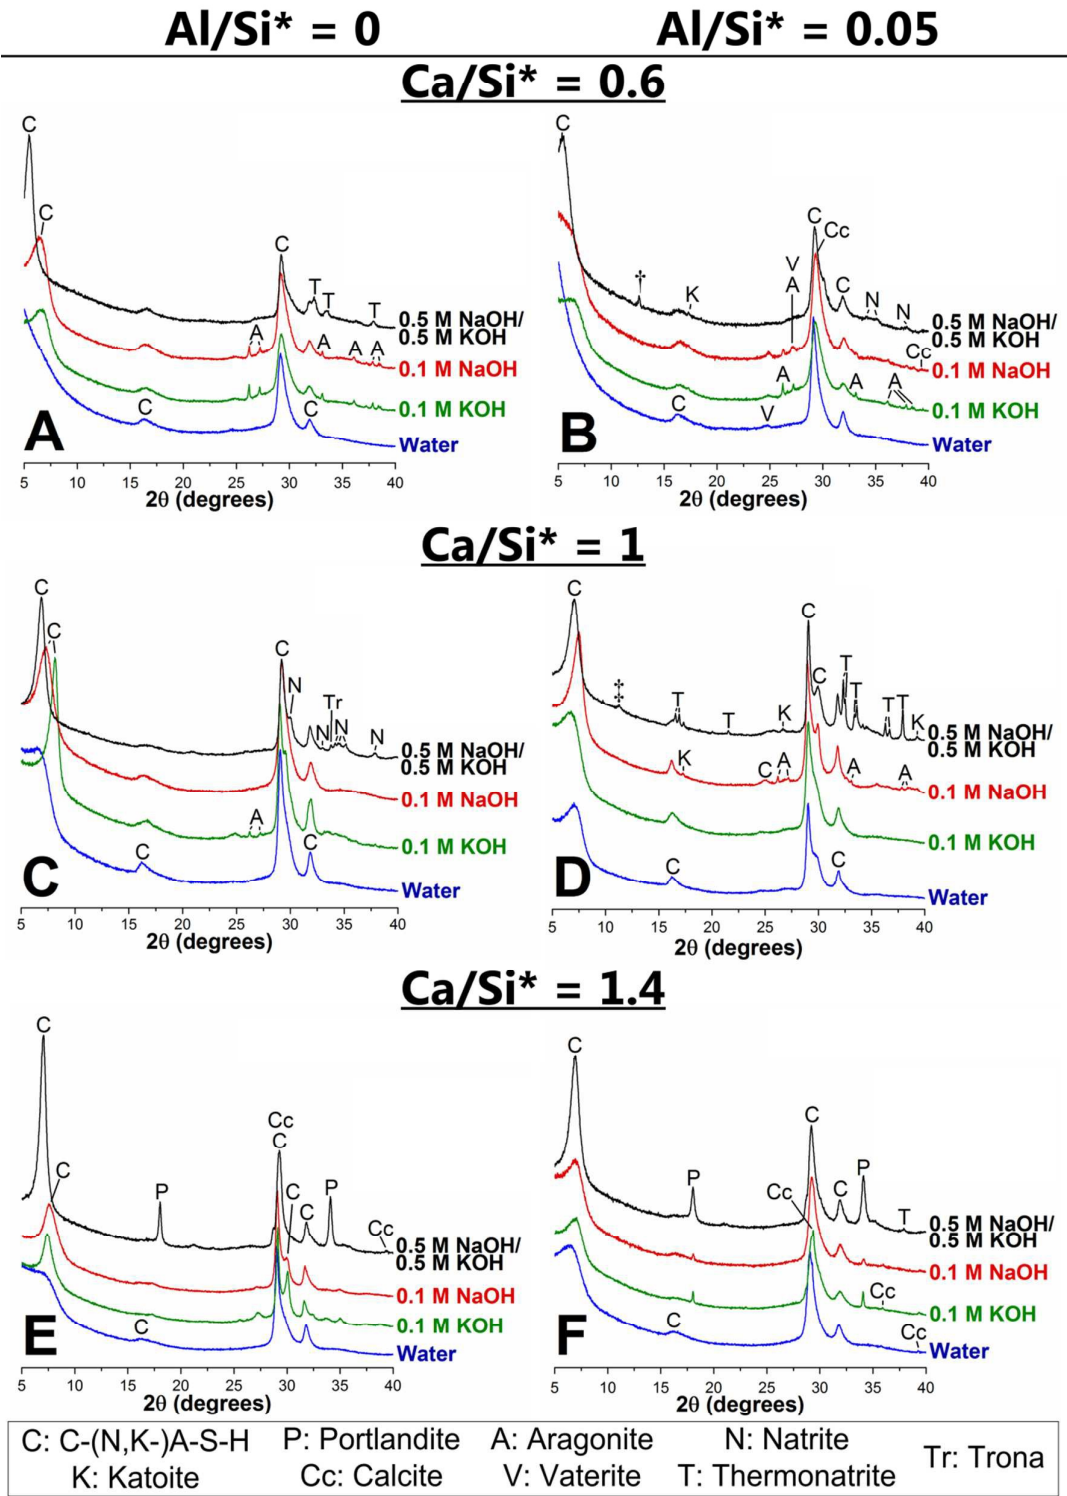 Al/Si* = 0 Al/Si* = 0.05
Ca/Si* = 0.6
C
C
C
T
T
T
A
A
A
A
C
C
0.5 M NaOH/
0.5 M KOH
0.1 M NaOH
0.1 M KOH
Water
A
5 10 15 20 25 30 35 40
2θ (degrees)
C
†
K
V
A
C
Cc
C
N
N
Cc
A
A
A
C
V
0.5 M NaOH/
0.5 M KOH
0.1 M NaOH
0.1 M KOH
Water
B
5 10 15 20 25 30 35 40
2θ (degrees)
Ca/Si* = 1
C
C
C
N
Tr
N
N
N
A
C
C
0.5 M NaOH/
0.5 M KOH
0.1 M NaOH
0.1 M KOH
Water
C
5 10 15 20 25 30 35 40
2θ (degrees)
C
‡
T
T
K
C
C
T
T
T
T
K
K
C
A
A
A
C
C
0.5 M NaOH/
0.5 M KOH
0.1 M NaOH
0.1 M KOH
Water
D
5 10 15 20 25 30 35 40
2θ (degrees)
Ca/Si* = 1.4
C
C
P
Cc
C
C
C
P
Cc
C
0.5 M NaOH/
0.5 M KOH
0.1 M NaOH
0.1 M KOH
Water
E
5 10 15 20 25 30 35 40
2θ (degrees)
C
P
Cc
C
C
P
T
Cc
Cc
C
0.5 M NaOH/
0.5 M KOH
0.1 M NaOH
0.1 M KOH
Water
F
5 10 15 20 25 30 35 40
2θ (degrees)
C: C-(N,K-)A-S-H P: Portlandite A: Aragonite N: Natrite Tr: Trona
K: Katoite Cc: Calcite V: Vaterite T: Thermonatrite